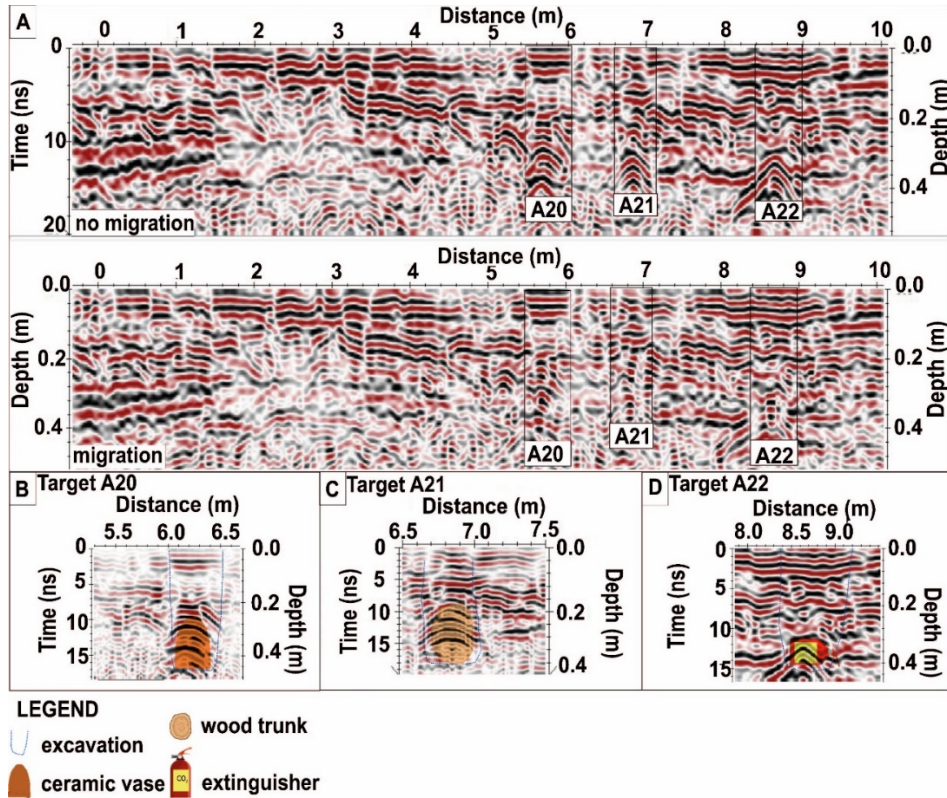 A
Distance (m)
0 1 2 3 4 5 6 7 8 9 10
Time (ns)
0
10
20
0.0
0.2
0.4
Depth (m)
no migration
A20
A21
A22
Distance (m)
0 1 2 3 4 5 6 7 8 9 10
Depth (m)
0.0
0.2
0.4
0.0
0.2
0.4
Depth (m)
migration
A20
A21
A22
B Target A20
Distance (m)
5.5 6.0 6.5
Time (ns)
0
5
10
15
0.0
0.2
0.4
Depth (m)
C Target A21
Distance (m)
6.5 7.0 7.5
Time (ns)
0
5
10
15
0.0
0.2
0.4
Depth (m)
D Target A22
Distance (m)
8.0 8.5 9.0
Time (ns)
0
5
10
15
0.0
0.2
0.4
Depth (m)
LEGEND
excavation
ceramic vase
wood trunk
CO₂
extinguisher